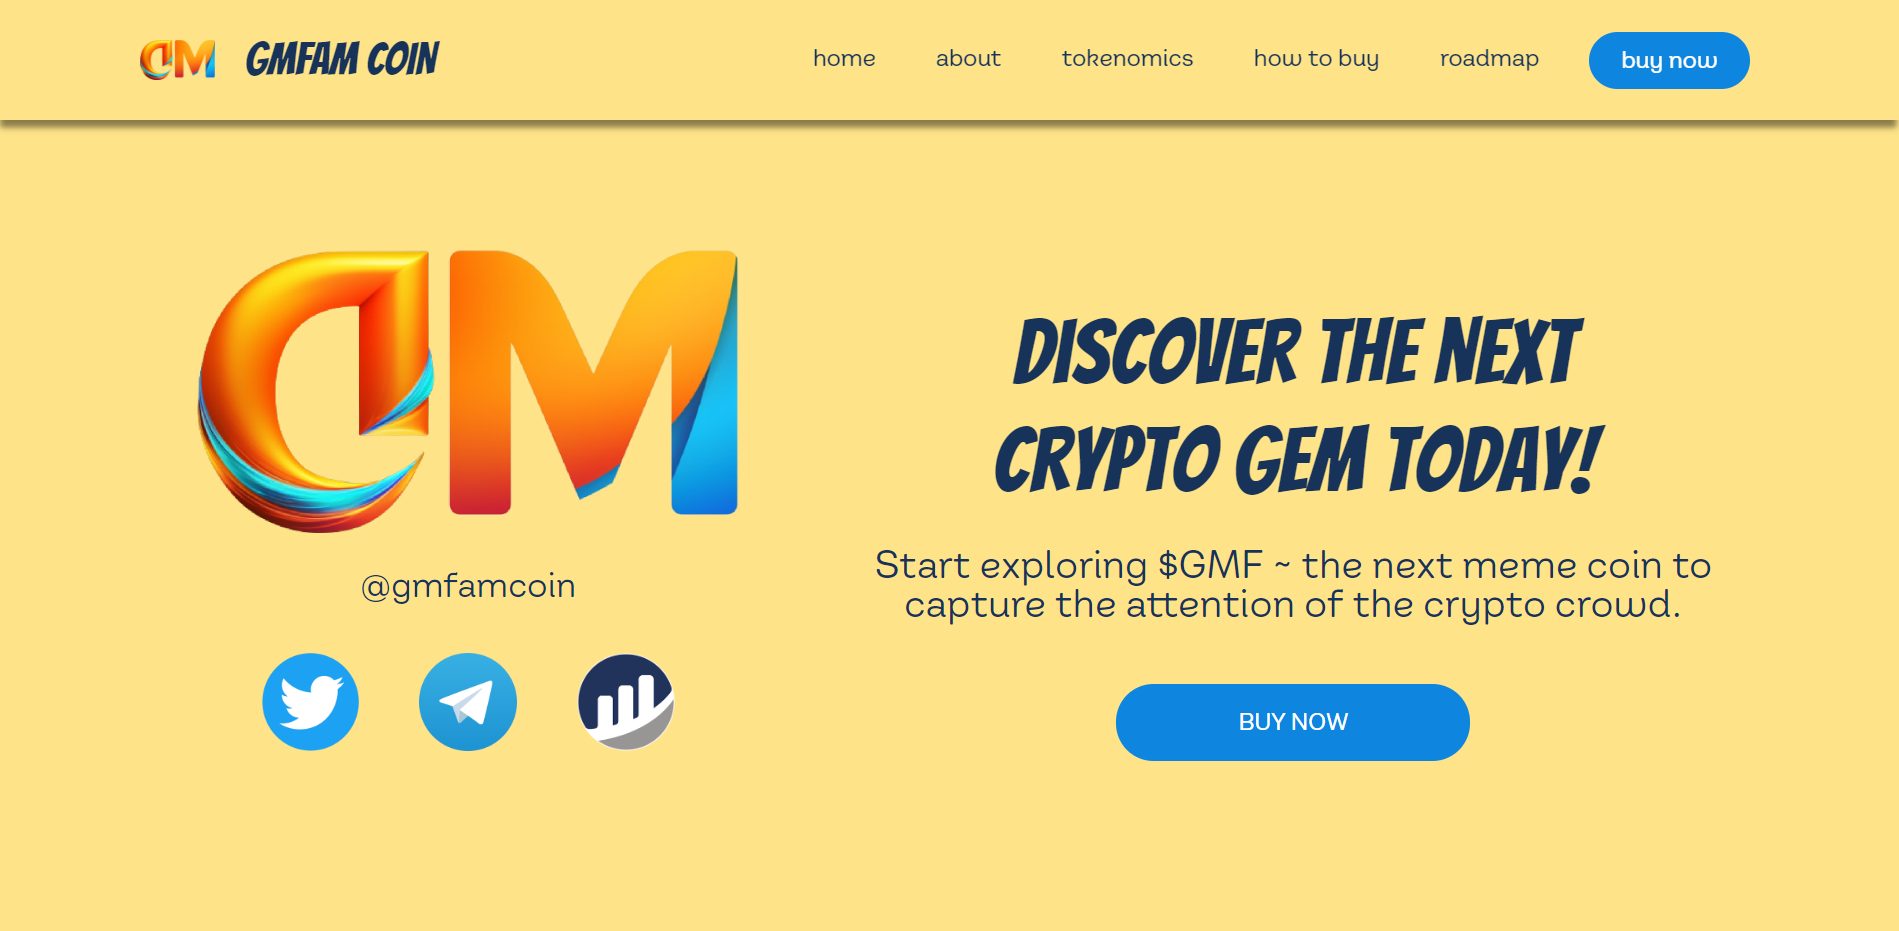 GM
GMFAM COIN
home
about
tokenomics
how to buy
roadmap
buy now
GM
@gmfamcoin
DISCOVER THE NEXT
CRYPTO GEM TODAY!
Start exploring $GMF ~ the next meme coin to
capture the attention of the crypto crowd.
BUY NOW